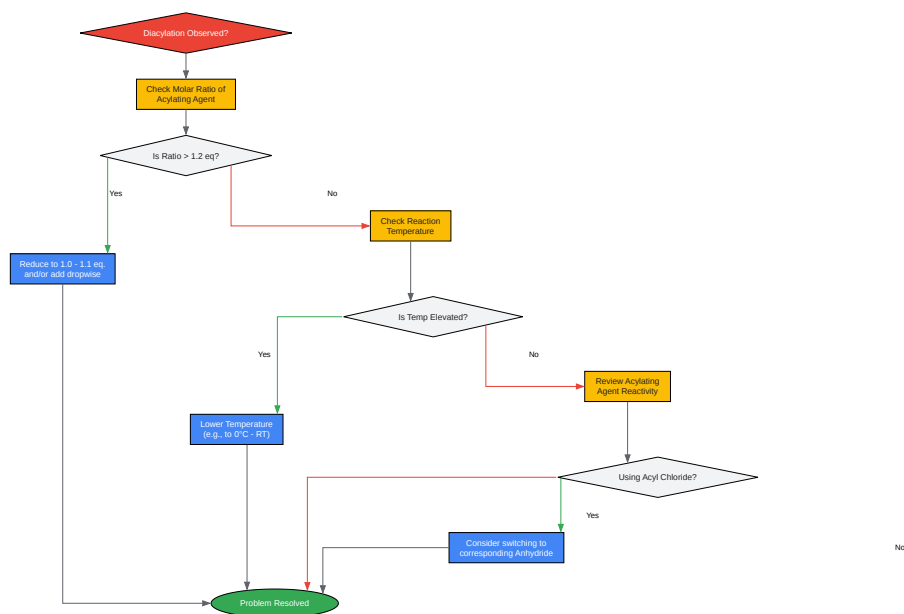 Diacylation Observed?
Check Molar Ratio of
Acylating Agent
Is Ratio > 1.2 eq?
Yes
No
Check Reaction
Temperature
Reduce to 1.0 - 1.1 eq.
and/or add dropwise
Is Temp Elevated?
Yes
No
Review Acylating
Agent Reactivity
Lower Temperature
(e.g., to 0°C - RT)
Using Acyl Chloride?
Yes
Consider switching to
corresponding Anhydride
No
Problem Resolved